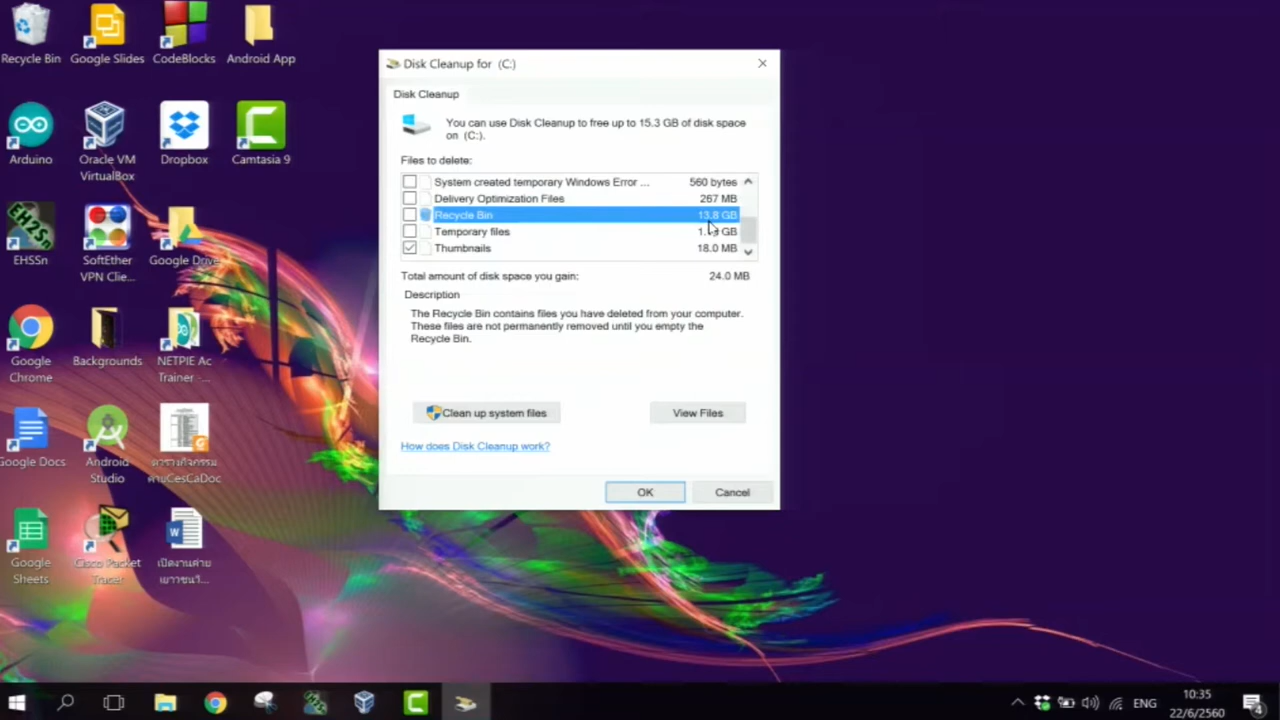 Recycle Bin
Google Slides
CodeBlocks
Android App
Arduino
Oracle VM
VirtualBox
Dropbox
Camtasia 9
EHSSn
SoftEther
VPN Clie...
Google Drive
Google
Chrome
Backgrounds
NETPIE Ac
Trainer -...
Google Docs
Android
Studio
ตารางกิจกรรม
ค่ายCesCaDoc
Google
Sheets
Cisco Packet
Tracer
เปิดงานค่าย
เยาวชนวิ...
Disk Cleanup for (C:)
Disk Cleanup
You can use Disk Cleanup to free up to 15.3 GB of disk space
on (C:).
Files to delete:
System created temporary Windows Error ... 560 bytes
Delivery Optimization Files 267 MB
Recycle Bin 13.8 GB
Temporary files GB
Thumbnails 18.0 MB
Total amount of disk space you gain: 24.0 MB
Description
The Recycle Bin contains files you have deleted from your computer.
These files are not permanently removed until you empty the
Recycle Bin.
Clean up system files
View Files
How does Disk Cleanup work?
OK
Cancel
ENG
10:35
22/6/2560
4